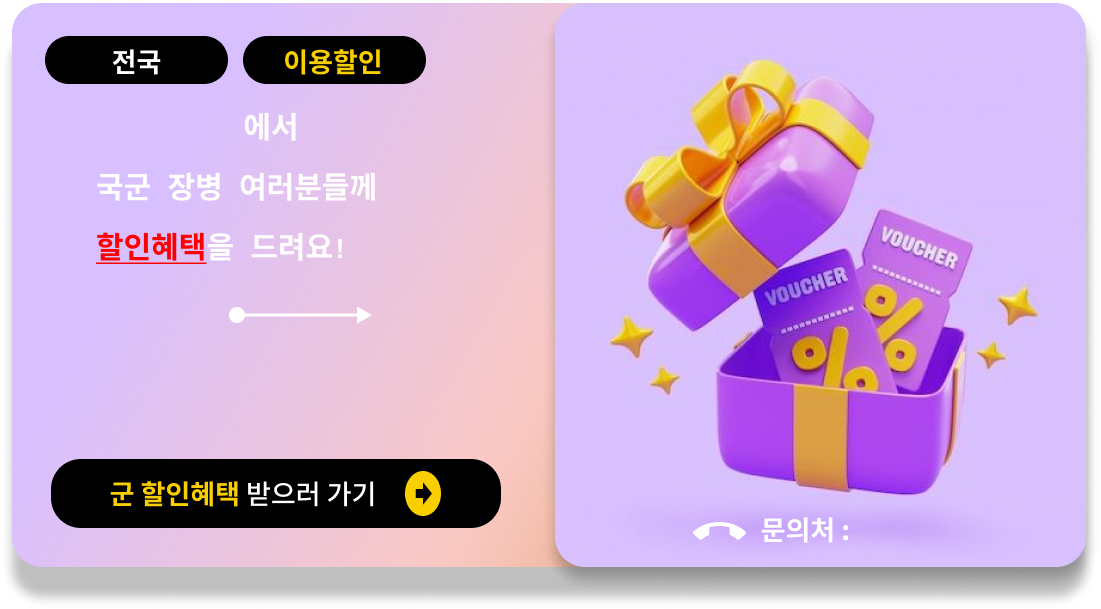 전국
이용할인
에서
국군 장병 여러분들께
할인혜택을 드려요!
군 할인혜택 받으러 가기
VOUCHER
%
VOUCHER
%
문의처 :